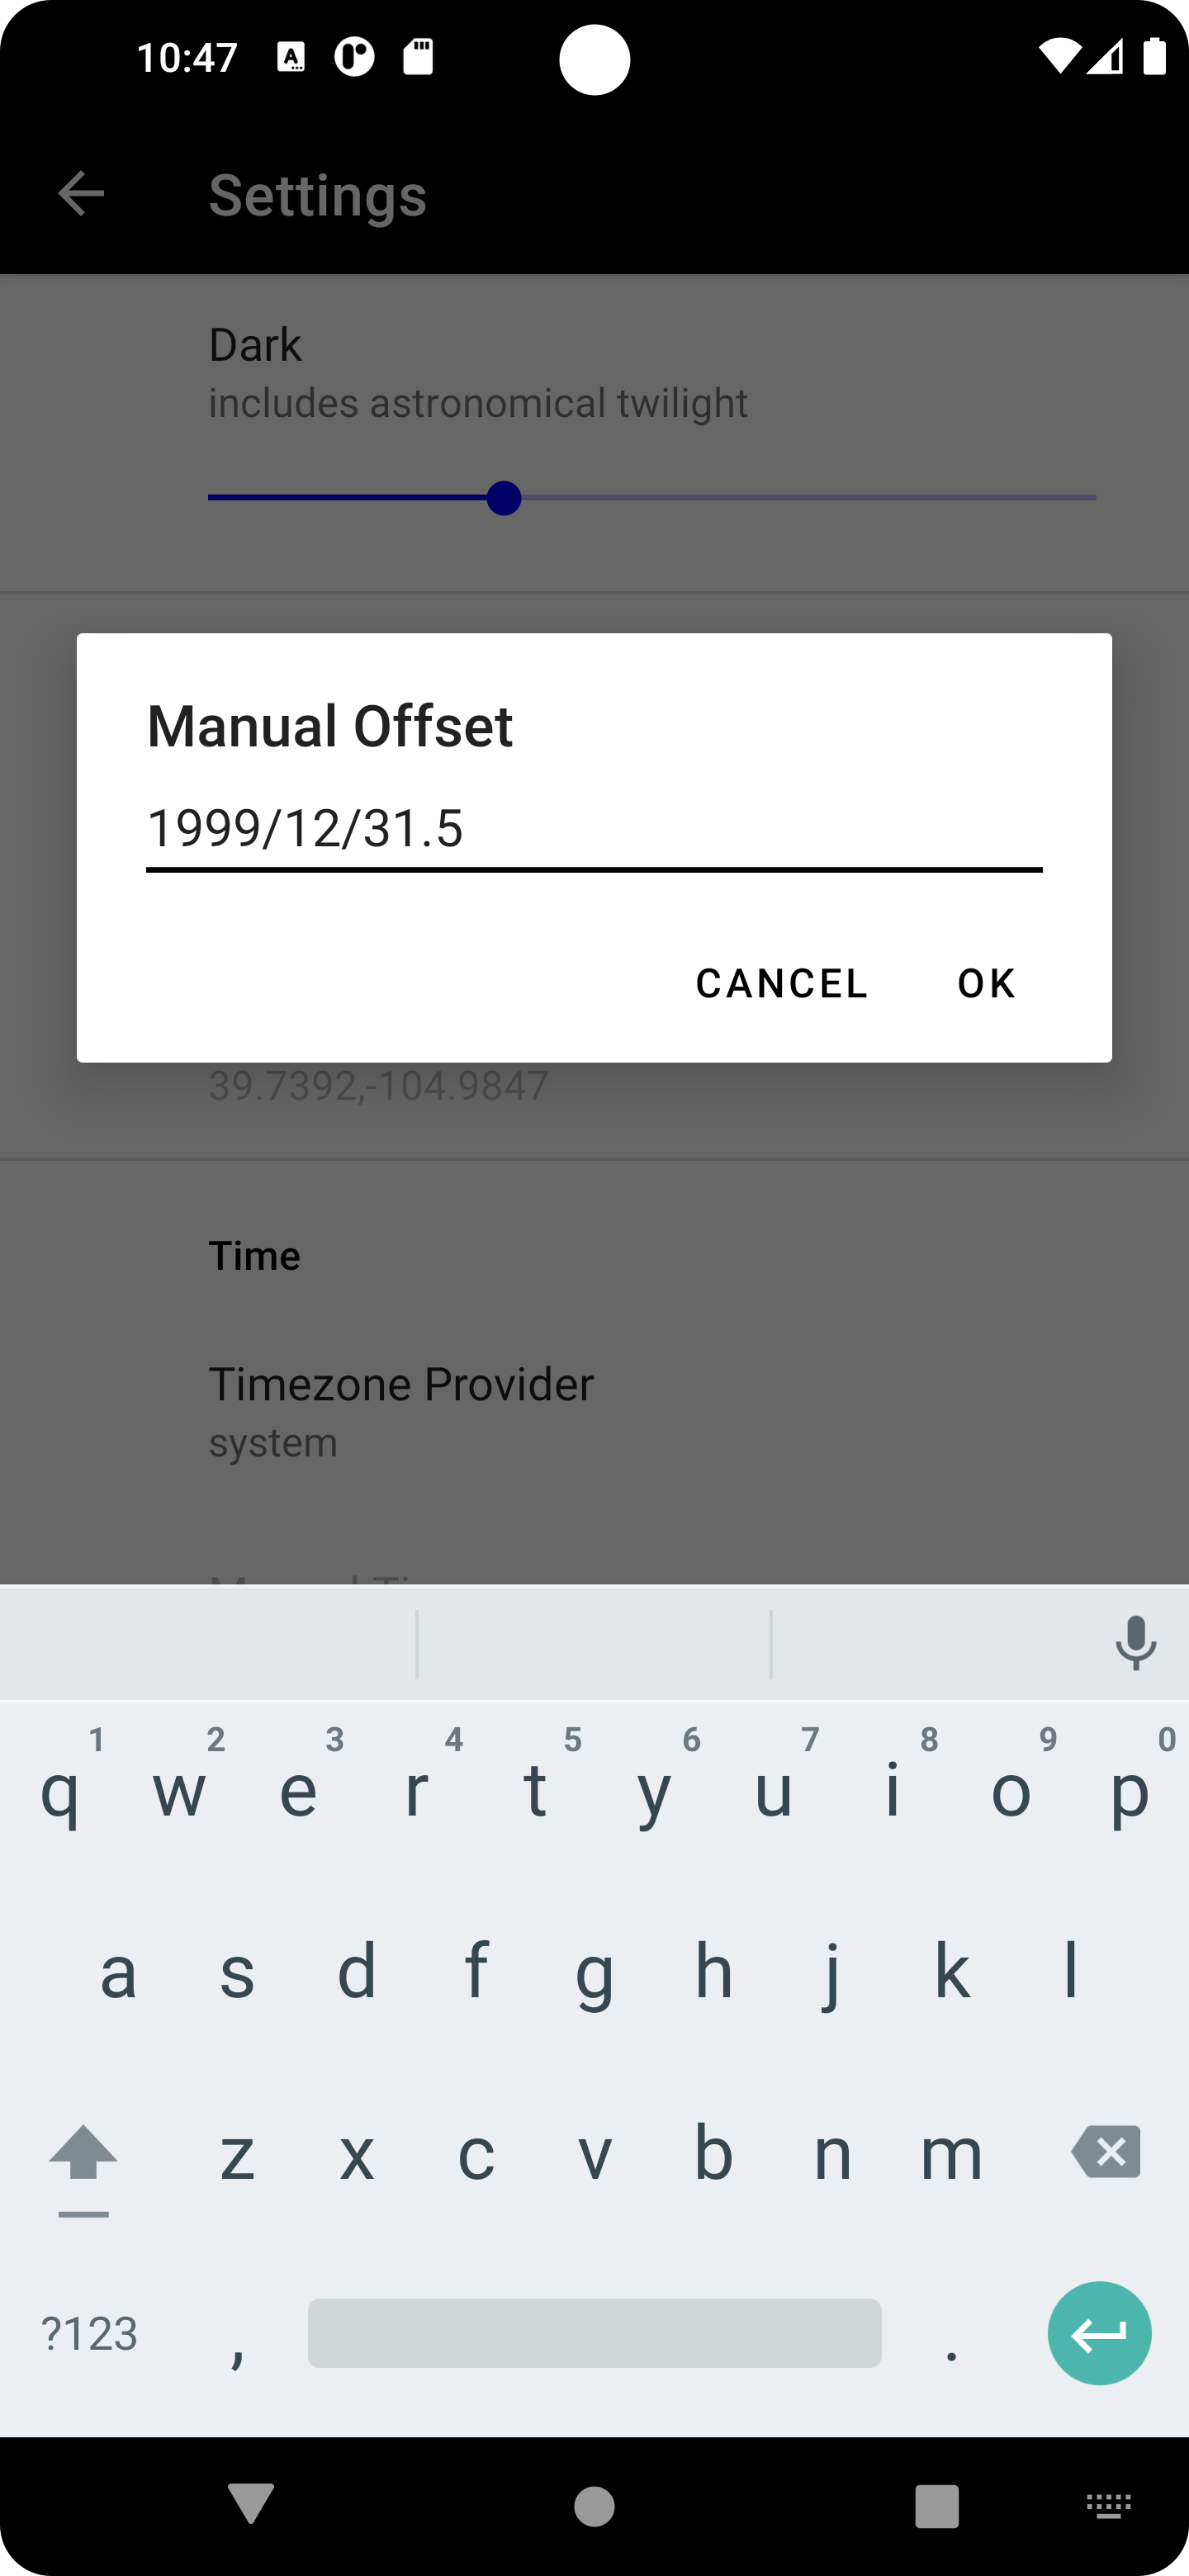 10:47
Settings
Dark
includes astronomical twilight
Manual Offset
1999/12/31.5
CANCEL OK
39.7392,-104.9847
Time
Timezone Provider
system
1 2 3 4 5 6 7 8 9 0
q w e r t y u i o p
a s d f g h j k l
z x c v b n m
?123 , .